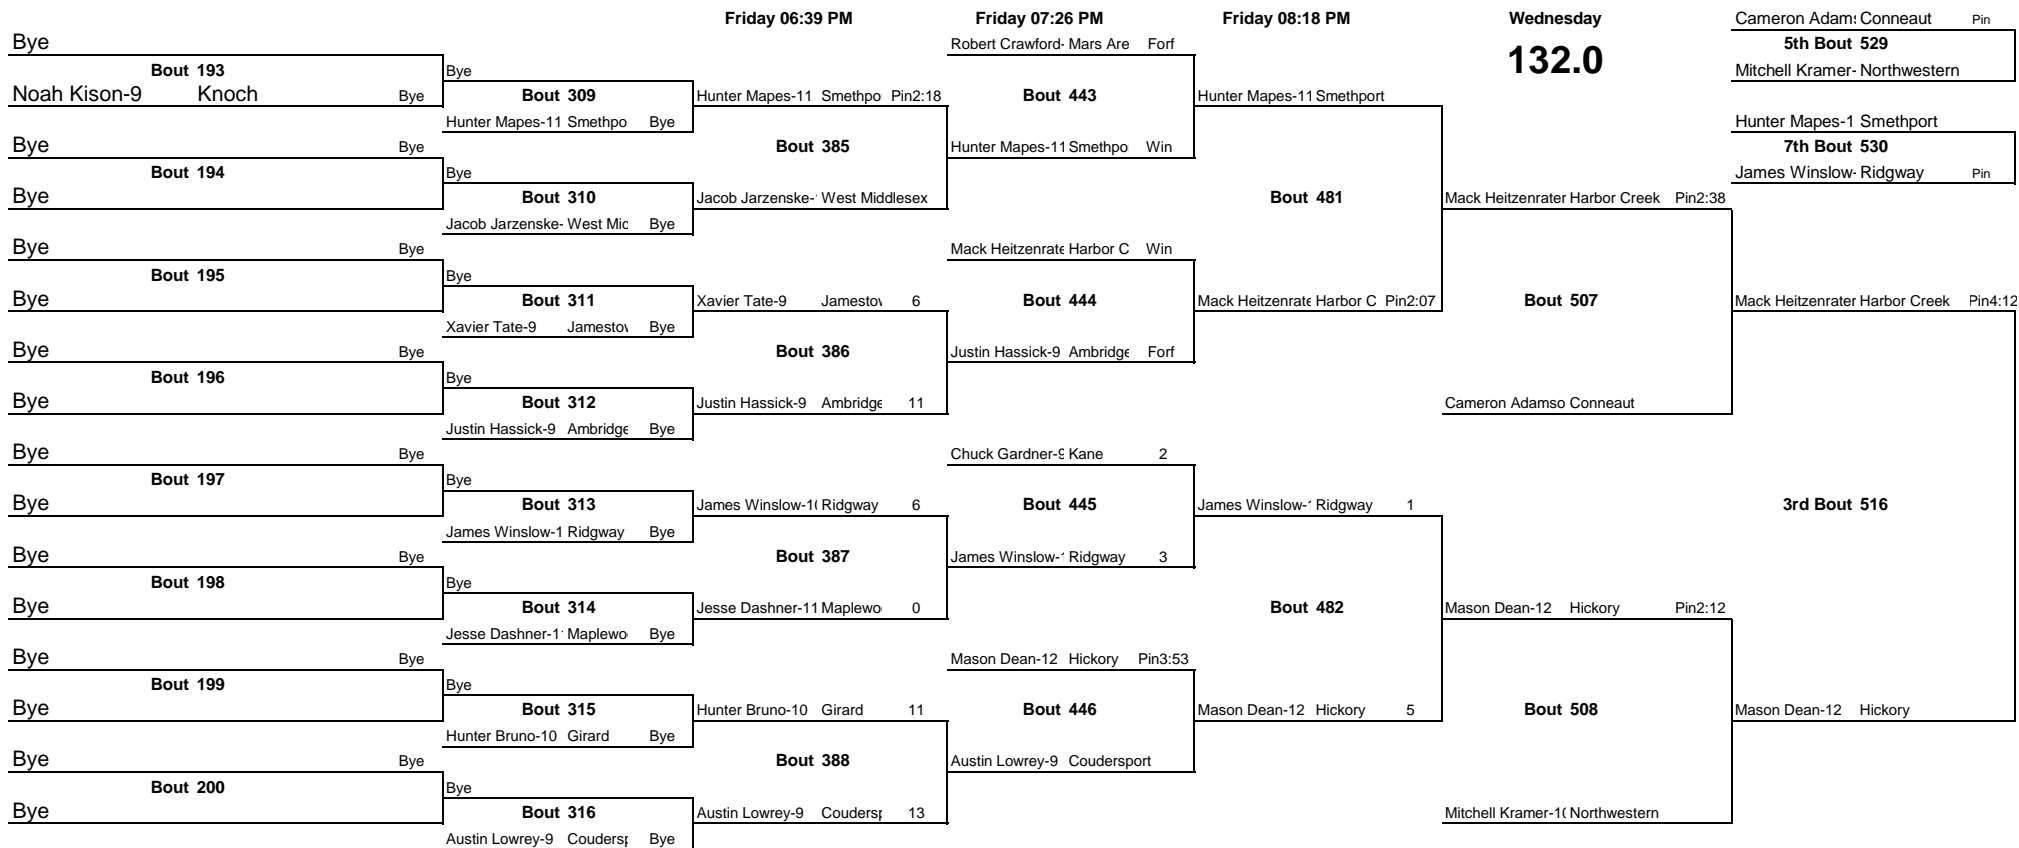 Friday 06:39 PM Friday 07:26 PM Friday 08:18 PM Wednesday Cameron Adam Conneaut Pin
Bye Robert Crawford- Mars Are Forf 132.0 5th Bout 529
Bout 193 Bye Mitchell Kramer- Northwestern
Noah Kison-9 Knoch Bye Bout 309 Hunter Mapes-11 Smethpo Pin2:18 Bout 443 Hunter Mapes-11 Smethport
Hunter Mapes-11 Smethpo Bye Hunter Mapes-1 Smethport
Bye Bye Bout 385 Hunter Mapes-11 Smethpo Win 7th Bout 530
Bout 194 Bye James Winslow- Ridgway Pin
Bye Bout 310 Jacob Jarzenske- West Middlesex Bout 481 Mack Heitzenrater Harbor Creek Pin2:38
Jacob Jarzenske- West Mid Bye
Bye Bye Mack Heitzenrate Harbor C Win
Bout 195 Bye
Bye Bout 311 Xavier Tate-9 Jamestov 6 Bout 444 Mack Heitzenrate Harbor C Pin2:07 Bout 507 Mack Heitzenrater Harbor Creek Pin4:12
Xavier Tate-9 Jamestov Bye
Bye Bye Bout 386 Justin Hassick-9 Ambridge Forf
Bout 196 Bye
Bye Bout 312 Justin Hassick-9 Ambridge 11 Cameron Adamso Conneaut
Justin Hassick-9 Ambridge Bye
Bye Bye Chuck Gardner-9 Kane 2
Bout 197 Bye
Bye Bout 313 James Winslow-1( Ridgway 6 Bout 445 James Winslow-1 Ridgway 1 3rd Bout 516
James Winslow-1 Ridgway Bye
Bye Bye Bout 387 James Winslow-1 Ridgway 3
Bout 198 Bye
Bye Bout 314 Jesse Dashner-11 Maplewo 0 Bout 482 Mason Dean-12 Hickory Pin2:12
Jesse Dashner-1 Maplewo Bye
Bye Bye Mason Dean-12 Hickory Pin3:53
Bout 199 Bye
Bye Bout 315 Hunter Bruno-10 Girard 11 Bout 446 Mason Dean-12 Hickory 5 Bout 508 Mason Dean-12 Hickory
Hunter Bruno-10 Girard Bye
Bye Bye Bout 388 Austin Lowrey-9 Coudersport
Bout 200 Bye
Bye Bout 316 Austin Lowrey-9 Coudersp 13 Mitchell Kramer-1( Northwestern
Austin Lowrey-9 Coudersp Bye